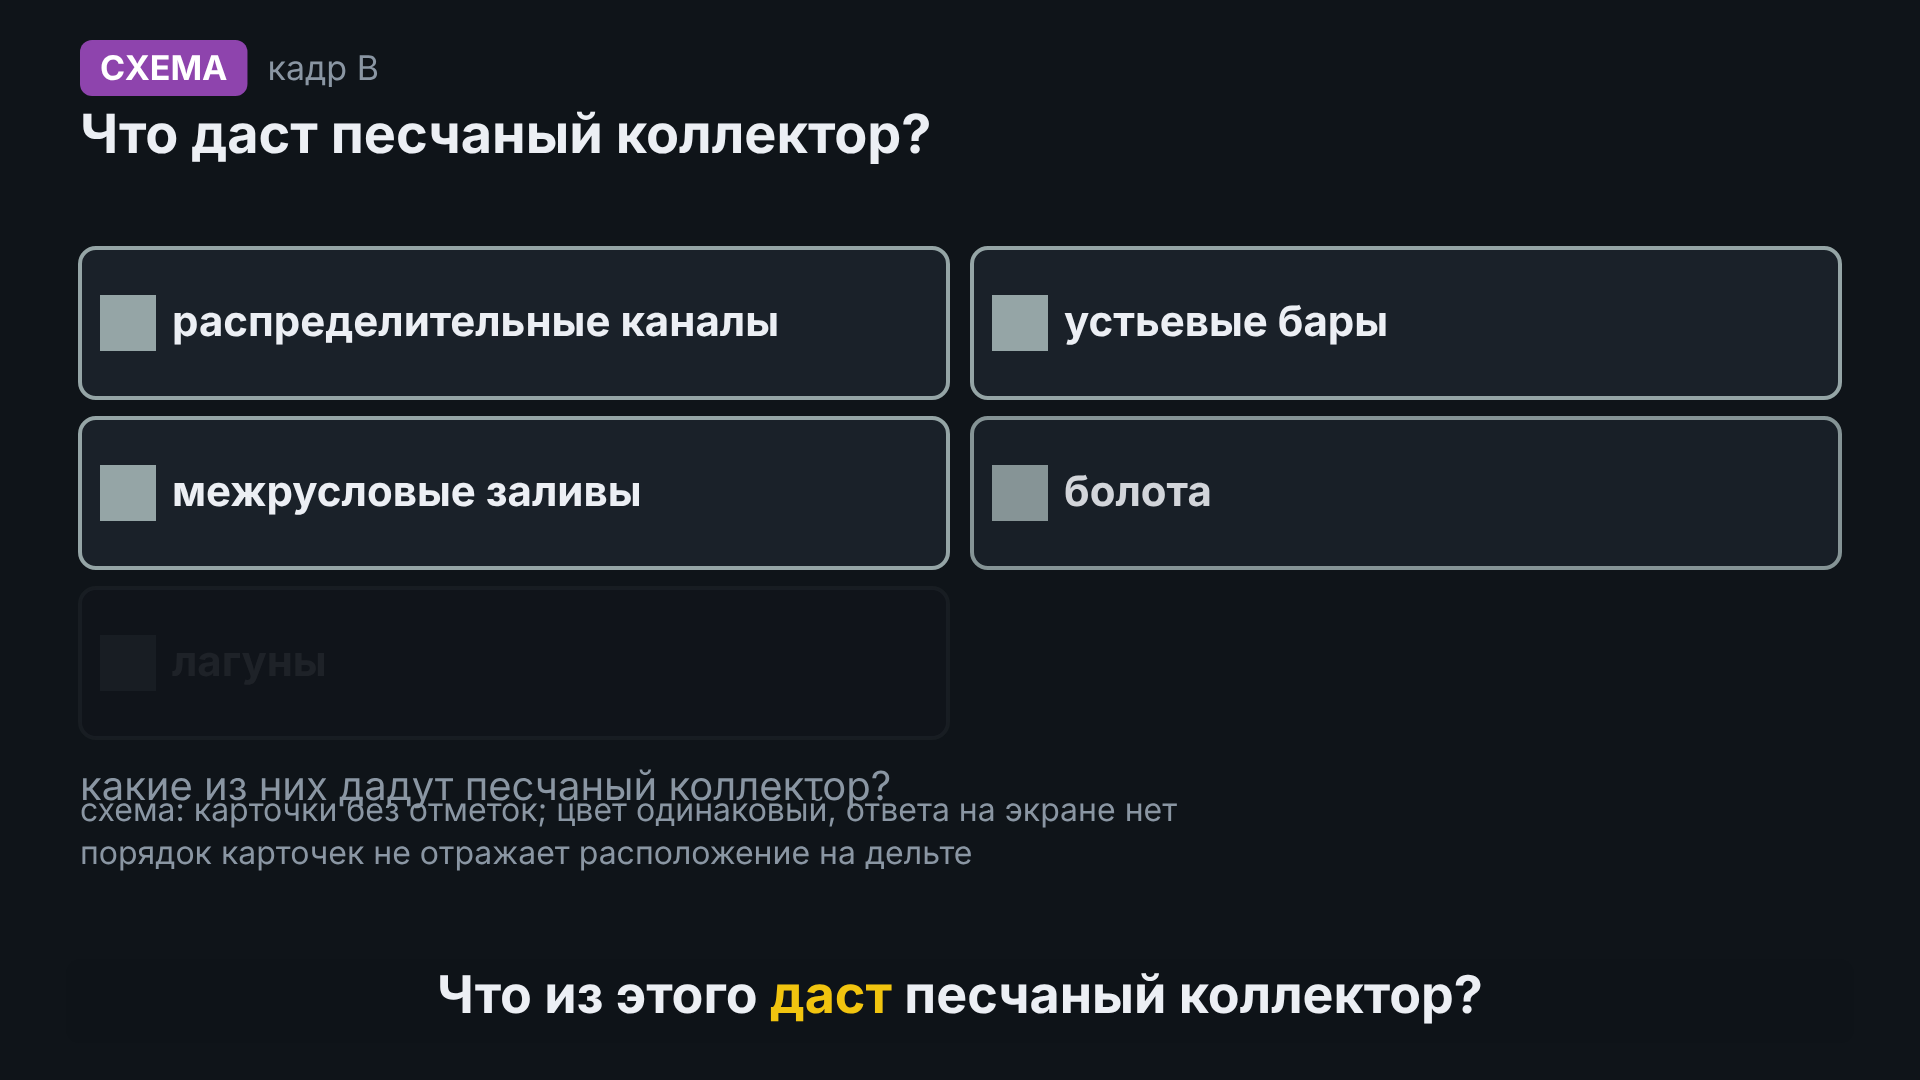 СХЕМА кадр В
Что даст песчаный коллектор?
распределительные каналы
устьевые бары
межрусловые заливы
болота
лагуны
какие из них дадут песчаный коллектор?
схема: карточки без отметок; цвет одинаковый, ответа на экране нет
порядок карточек не отражает расположение на дельте
Что из этого даст песчаный коллектор?